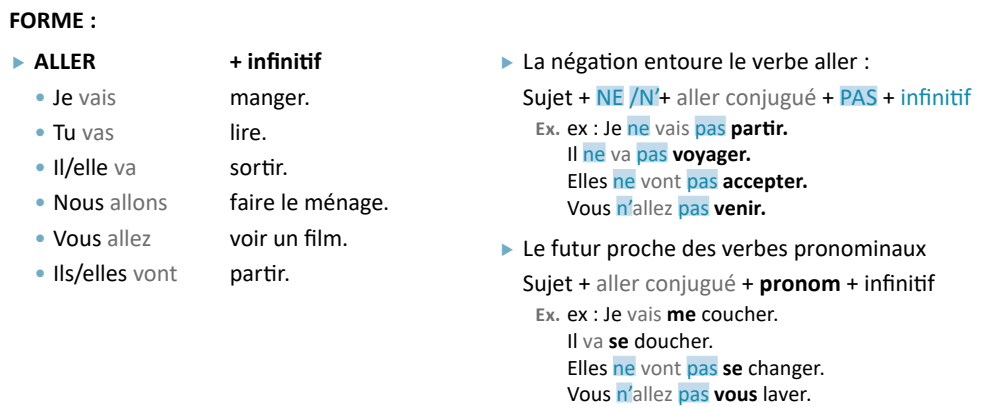 FORME :
▶ ALLER + infinitif
• Je vais manger.
• Tu vas lire.
• Il/elle va sortir.
• Nous allons faire le ménage.
• Vous allez voir un film.
• Ils/elles vont partir.
▶ La négation entoure le verbe aller :
Sujet + NE /N'+ aller conjugué + PAS + infinitif
Ex. ex : Je ne vais pas partir.
Il ne va pas voyager.
Elles ne vont pas accepter.
Vous n'allez pas venir.
▶ Le futur proche des verbes pronominaux
Sujet + aller conjugué + pronom + infinitif
Ex. ex : Je vais me coucher.
Il va se doucher.
Elles ne vont pas se changer.
Vous n'allez pas vous laver.